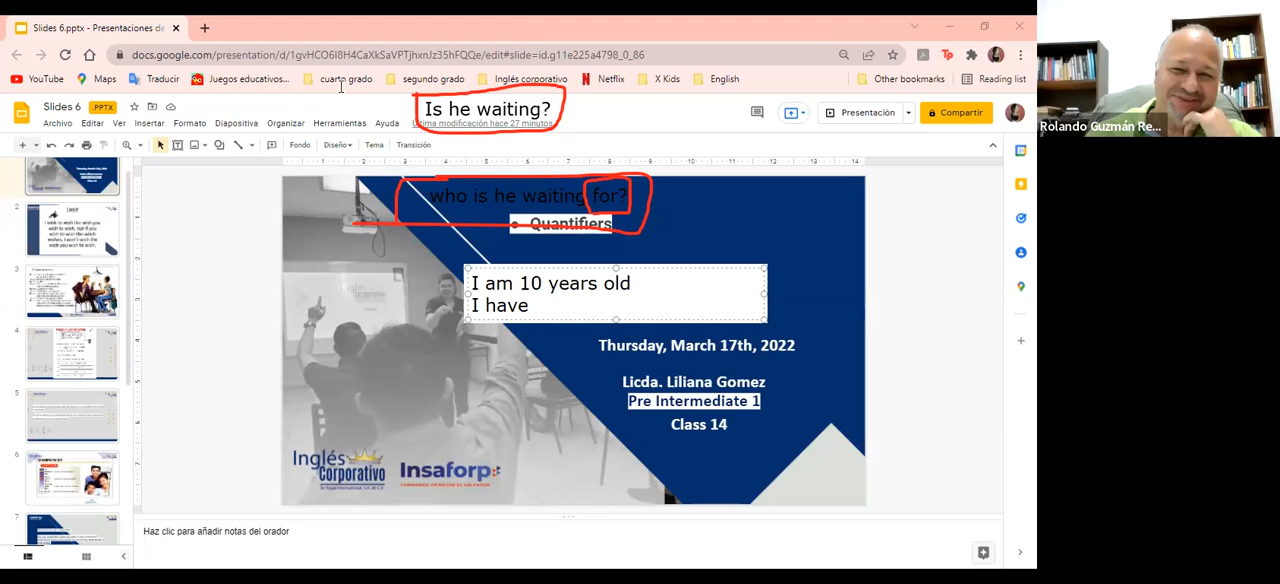 Slides 6.pptx - Presentaciones de
docs.google.com/presentation/d/1gvHCO6I8H4CaXkSaVPTjhxnJz35hFQQe/edit#slide=id.g11e225a4798_0_86
YouTube Maps Traducir Juegos educativos... cuarto grado segundo grado Inglés corporativo Netflix X Kids English Other bookmarks Reading list
Slides 6 .PPTX
Is he waiting?
Presentación Compartir
Archivo Editar Ver Insertar Formato Diapositiva Organizar Herramientas Ayuda Última modificación hace 27 minutos
Rolando Guzmán Re...
Fondo Diseño Tema Transición
who is he waiting for?
Quantifiers
I am 10 years old
I have
Thursday, March 17th, 2022
Licda. Liliana Gomez
Pre Intermediate 1
Class 14
Inglés
Corporativo
Insaforp
Haz clic para añadir notas del orador